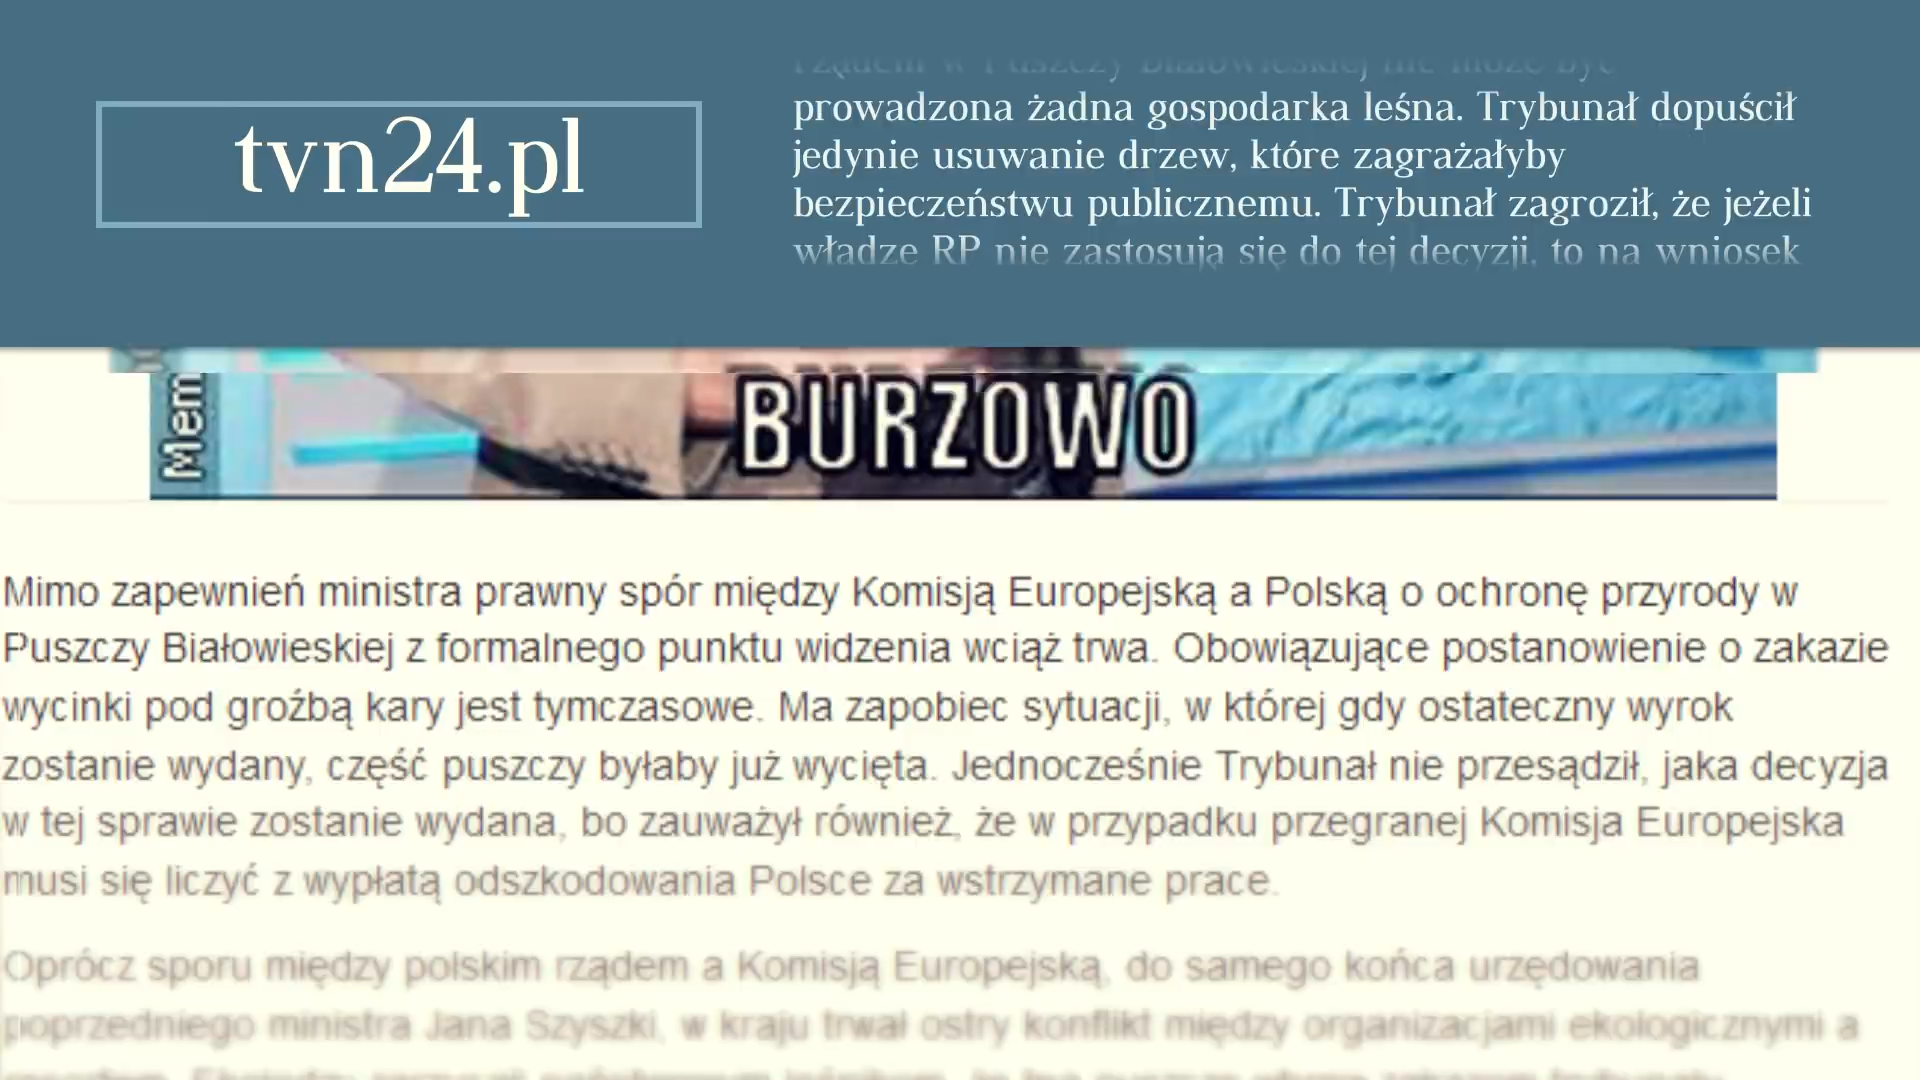 tvn24.pl
rządem w Puszczy Białowieskiej nie może być
prowadzona żadna gospodarka leśna. Trybunał dopuścił
jedynie usuwanie drzew, które zagrażałyby
bezpieczeństwu publicznemu. Trybunał zagroził, że jeżeli
władze RP nie zastosują się do tej decyzji, to na wniosek
Mem
BURZOWO
Mimo zapewnień ministra prawny spór między Komisją Europejską a Polską o ochronę przyrody w
Puszczy Białowieskiej z formalnego punktu widzenia wciąż trwa. Obowiązujące postanowienie o zakazie
wycinki pod groźbą kary jest tymczasowe. Ma zapobiec sytuacji, w której gdy ostateczny wyrok
zostanie wydany, część puszczy byłaby już wycięta. Jednocześnie Trybunał nie przesądził, jaka decyzja
w tej sprawie zostanie wydana, bo zauważył również, że w przypadku przegranej Komisja Europejska
musi się liczyć z wypłatą odszkodowania Polsce za wstrzymane prace.
Oprócz sporu między polskim rządem a Komisją Europejską, do samego końca urzędowania
poprzedniego ministra Jana Szyszki, w kraju trwał ostry konflikt między organizacjami ekologicznymi a